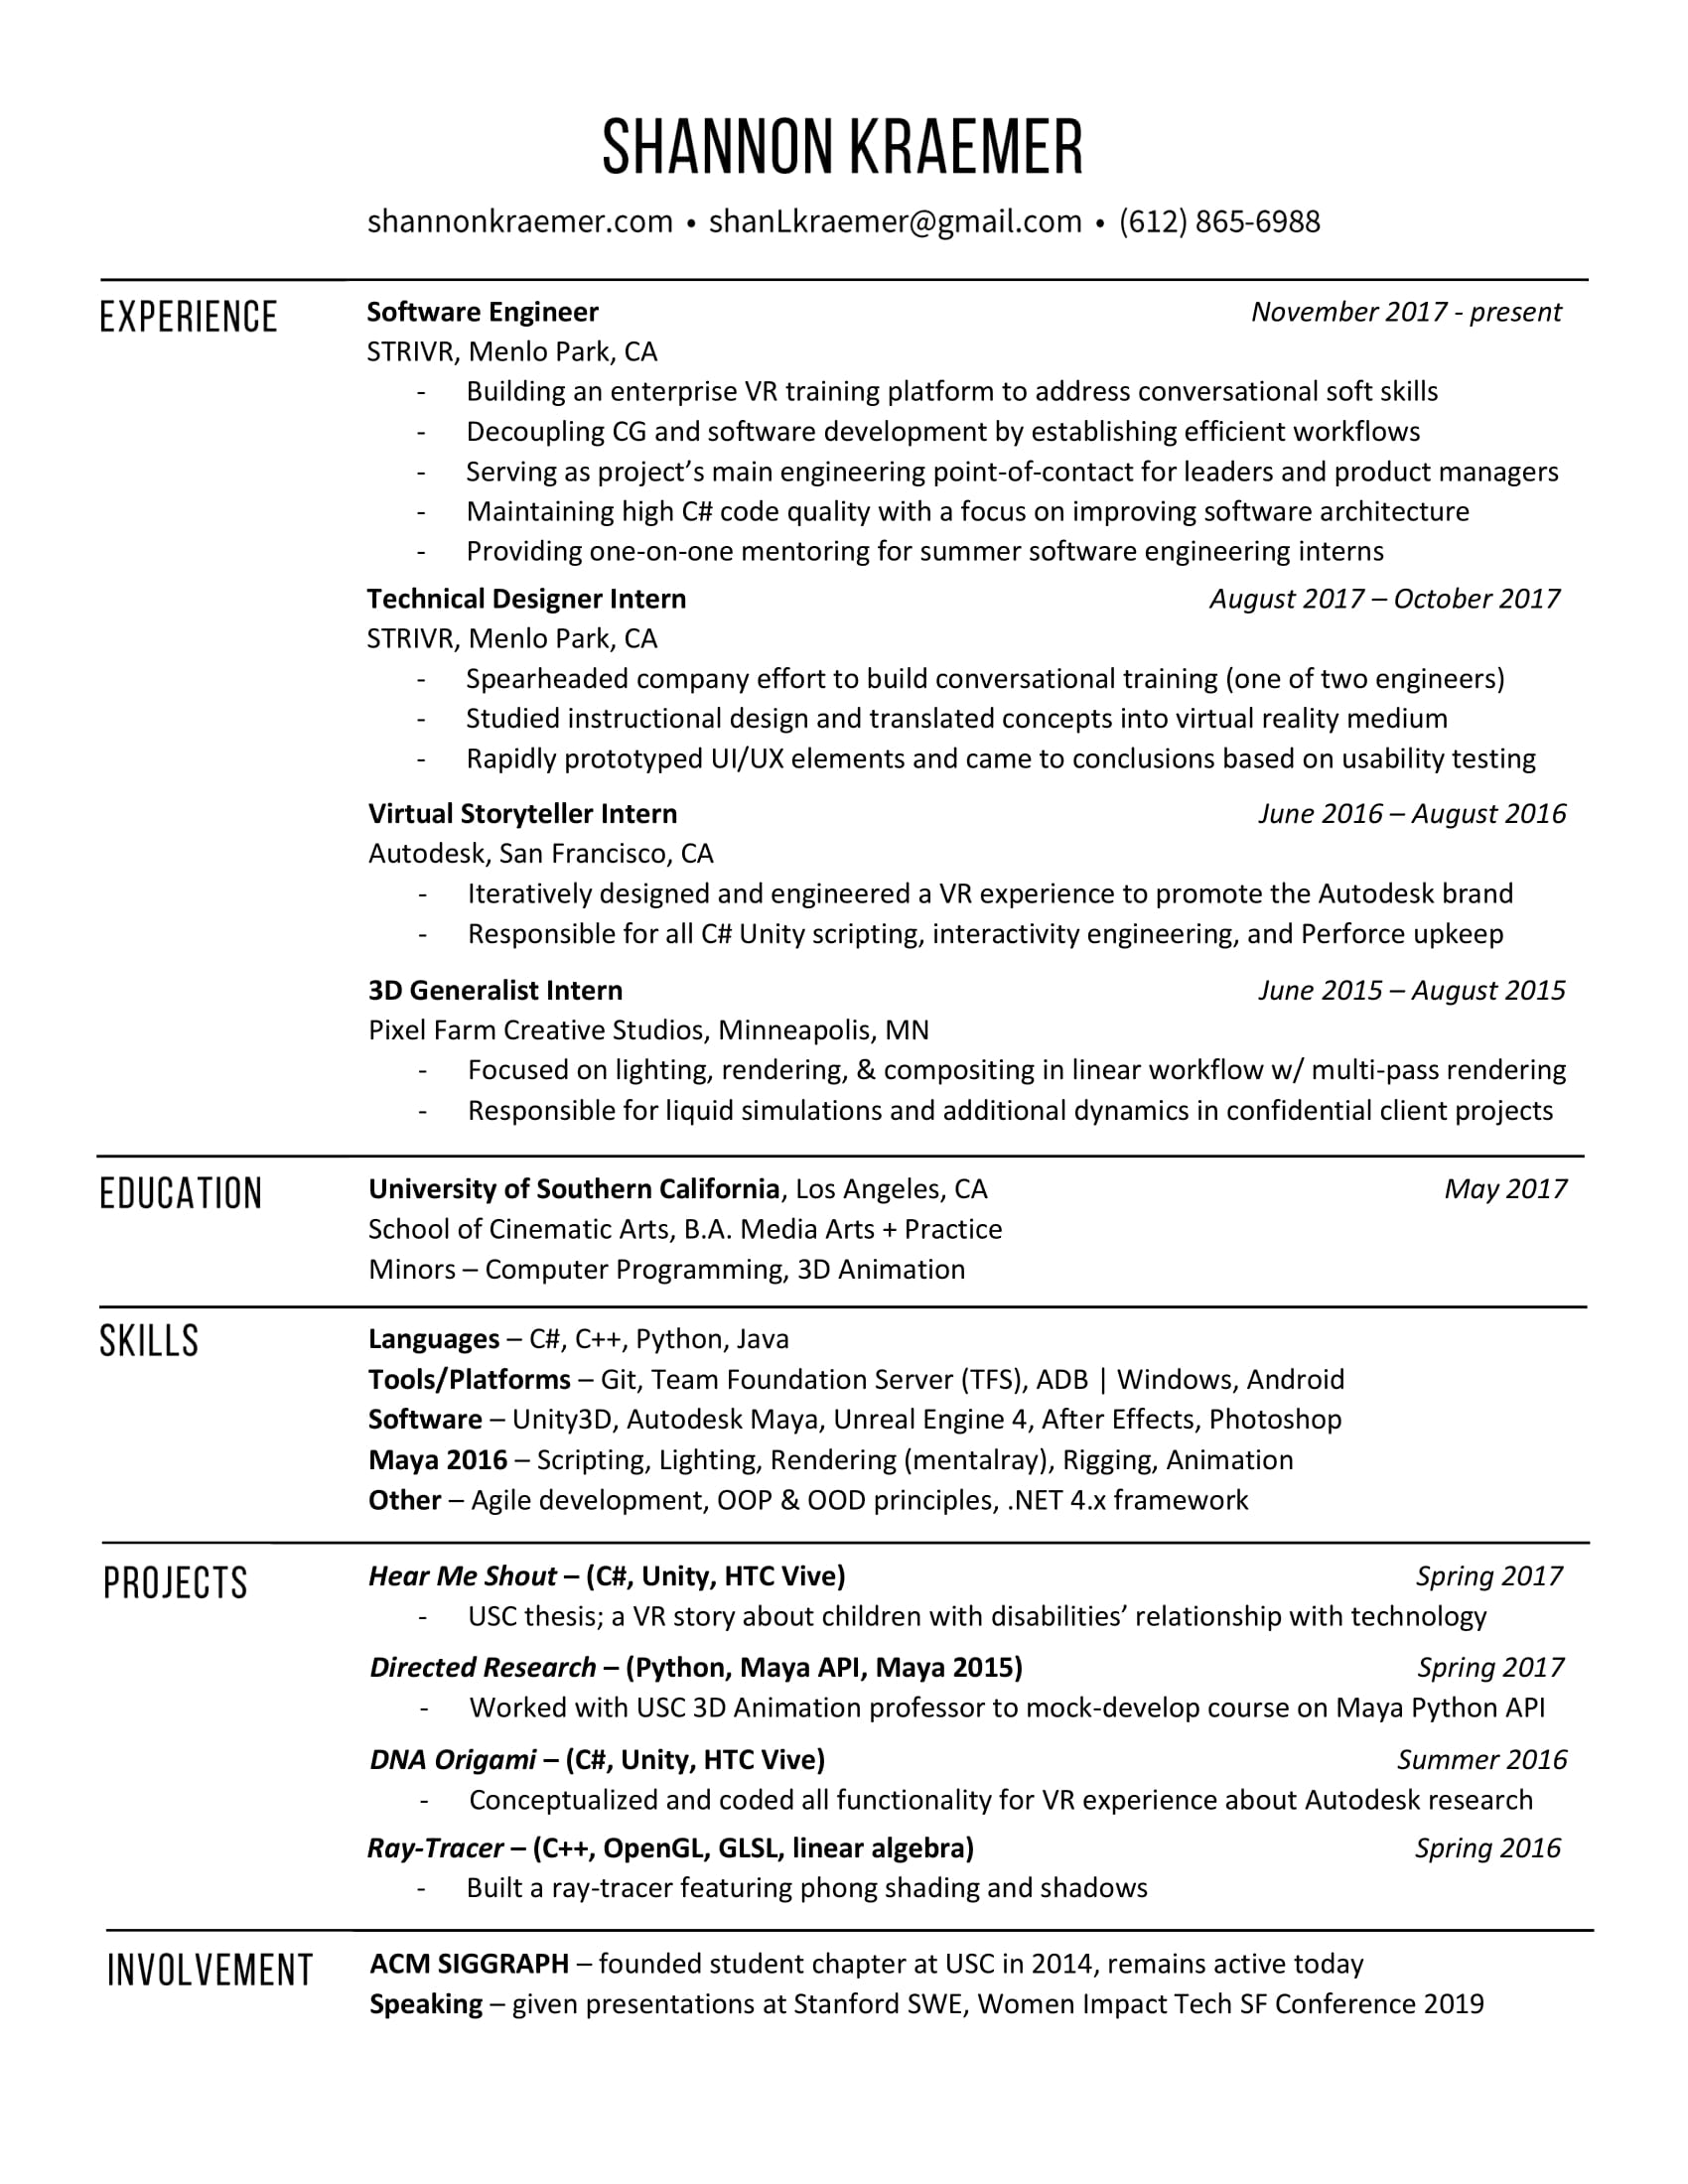 SHANNON KRAEMER
shannonkraemer.com • shanLkraemer@gmail.com • (612) 865-6988
EXPERIENCE
Software Engineer November 2017 - present
STRIVR, Menlo Park, CA
- Building an enterprise VR training platform to address conversational soft skills
- Decoupling CG and software development by establishing efficient workflows
- Serving as project’s main engineering point-of-contact for leaders and product managers
- Maintaining high C# code quality with a focus on improving software architecture
- Providing one-on-one mentoring for summer software engineering interns
Technical Designer Intern August 2017 – October 2017
STRIVR, Menlo Park, CA
- Spearheaded company effort to build conversational training (one of two engineers)
- Studied instructional design and translated concepts into virtual reality medium
- Rapidly prototyped UI/UX elements and came to conclusions based on usability testing
Virtual Storyteller Intern June 2016 – August 2016
Autodesk, San Francisco, CA
- Iteratively designed and engineered a VR experience to promote the Autodesk brand
- Responsible for all C# Unity scripting, interactivity engineering, and Perforce upkeep
3D Generalist Intern June 2015 – August 2015
Pixel Farm Creative Studios, Minneapolis, MN
- Focused on lighting, rendering, & compositing in linear workflow w/ multi-pass rendering
- Responsible for liquid simulations and additional dynamics in confidential client projects
EDUCATION
University of Southern California, Los Angeles, CA May 2017
School of Cinematic Arts, B.A. Media Arts + Practice
Minors – Computer Programming, 3D Animation
SKILLS
Languages – C#, C++, Python, Java
Tools/Platforms – Git, Team Foundation Server (TFS), ADB | Windows, Android
Software – Unity3D, Autodesk Maya, Unreal Engine 4, After Effects, Photoshop
Maya 2016 – Scripting, Lighting, Rendering (mentalray), Rigging, Animation
Other – Agile development, OOP & OOD principles, .NET 4.x framework
PROJECTS
Hear Me Shout – (C#, Unity, HTC Vive) Spring 2017
- USC thesis; a VR story about children with disabilities’ relationship with technology
Directed Research – (Python, Maya API, Maya 2015) Spring 2017
- Worked with USC 3D Animation professor to mock-develop course on Maya Python API
DNA Origami – (C#, Unity, HTC Vive) Summer 2016
- Conceptualized and coded all functionality for VR experience about Autodesk research
Ray-Tracer – (C++, OpenGL, GLSL, linear algebra) Spring 2016
- Built a ray-tracer featuring phong shading and shadows
INVOLVEMENT
ACM SIGGRAPH – founded student chapter at USC in 2014, remains active today
Speaking – given presentations at Stanford SWE, Women Impact Tech SF Conference 2019